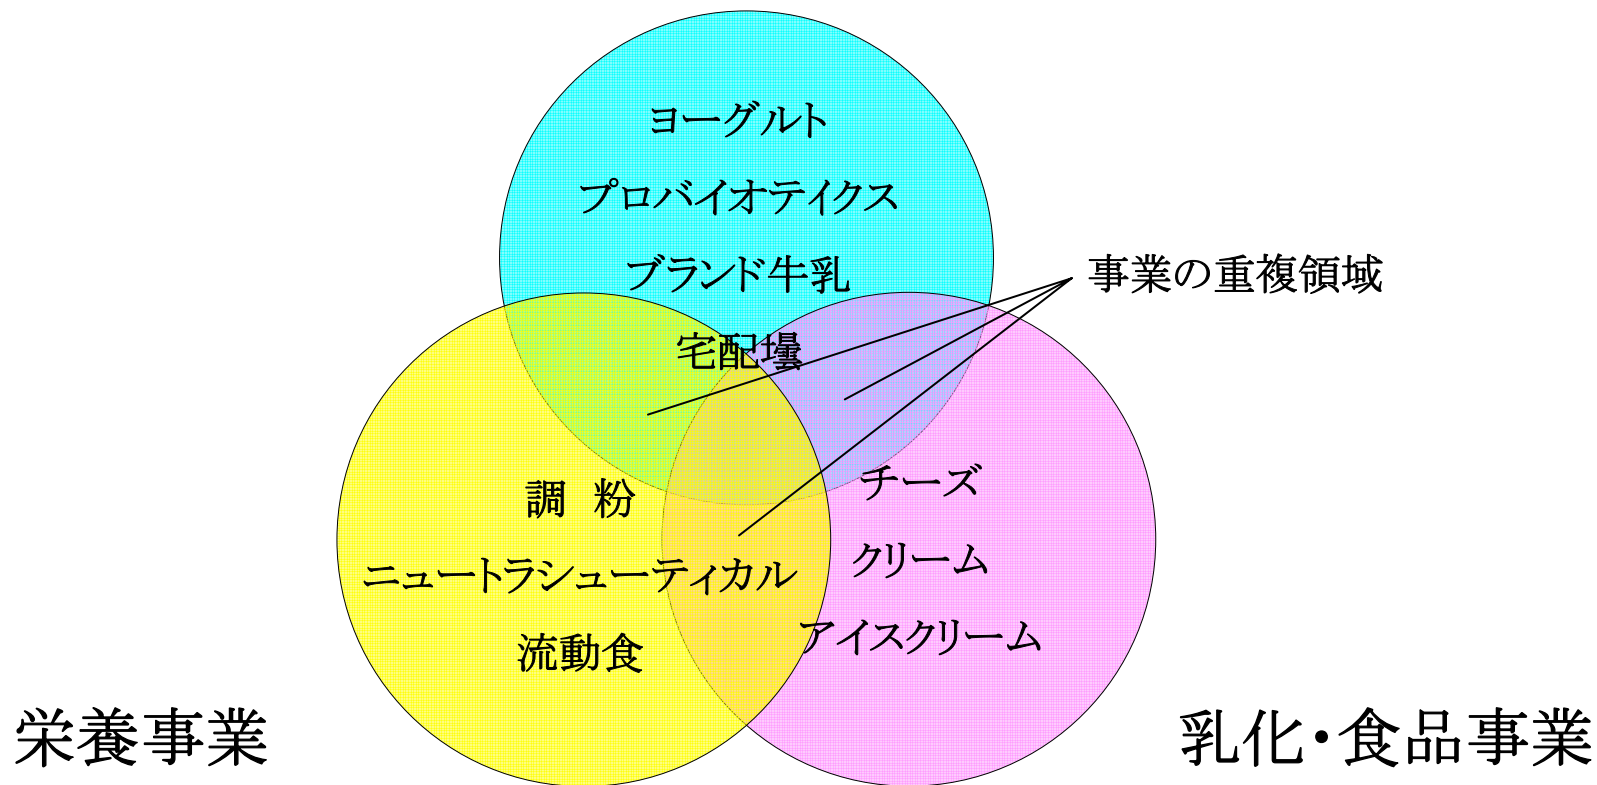 ヨーグルト
プロバイオテイクス
ブランド牛乳
事業の重複領域
宅配壜
チーズ
調　粉
クリーム
ニュートラシューティカル
アイスクリーム
流動食
栄養事業
乳化・食品事業